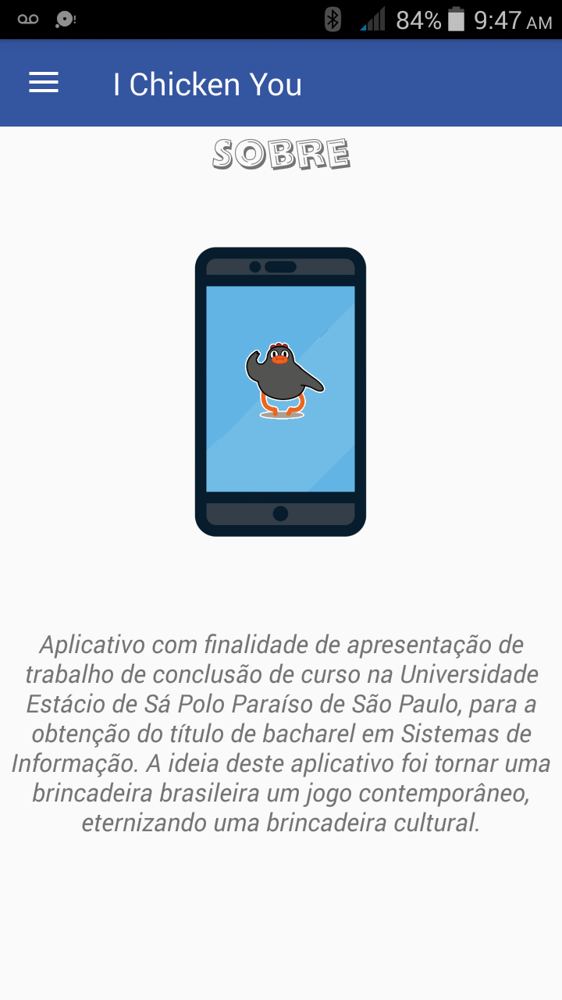 84% 9:47 AM
I Chicken You
SOBRE
Aplicativo com finalidade de apresentação de
trabalho de conclusão de curso na Universidade
Estácio de Sá Polo Paraíso de São Paulo, para a
obtenção do título de bacharel em Sistemas de
Informação. A ideia deste aplicativo foi tornar uma
brincadeira brasileira um jogo contemporâneo,
eternizando uma brincadeira cultural.